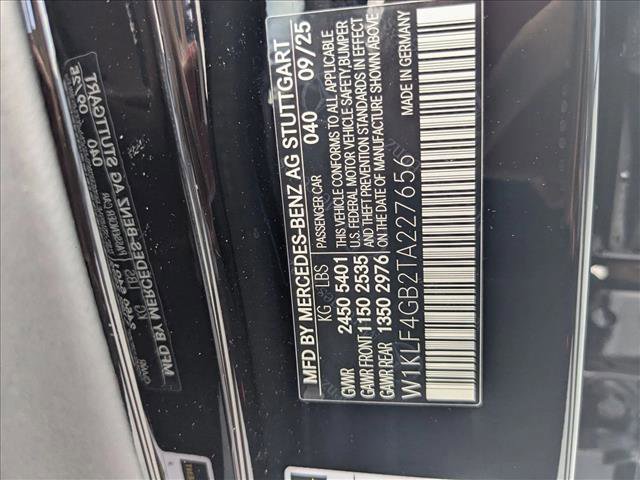 MFD BY MERCEDES-BENZ AG STUTTGART
040 09/25
KG LBS PASSENGER CAR
GVWR 2450 5401 THIS VEHICLE CONFORMS TO ALL APPLICABLE
U.S. FEDERAL MOTOR VEHICLE SAFETY, BUMPER
GAWR FRONT 1150 2535 AND THEFT PREVENTION STANDARDS IN EFFECT
GAWR REAR 1350 2976 ON THE DATE OF MANUFACTURE SHOWN ABOVE
W1KLF4GB2TA227656 MADE IN GERMANY